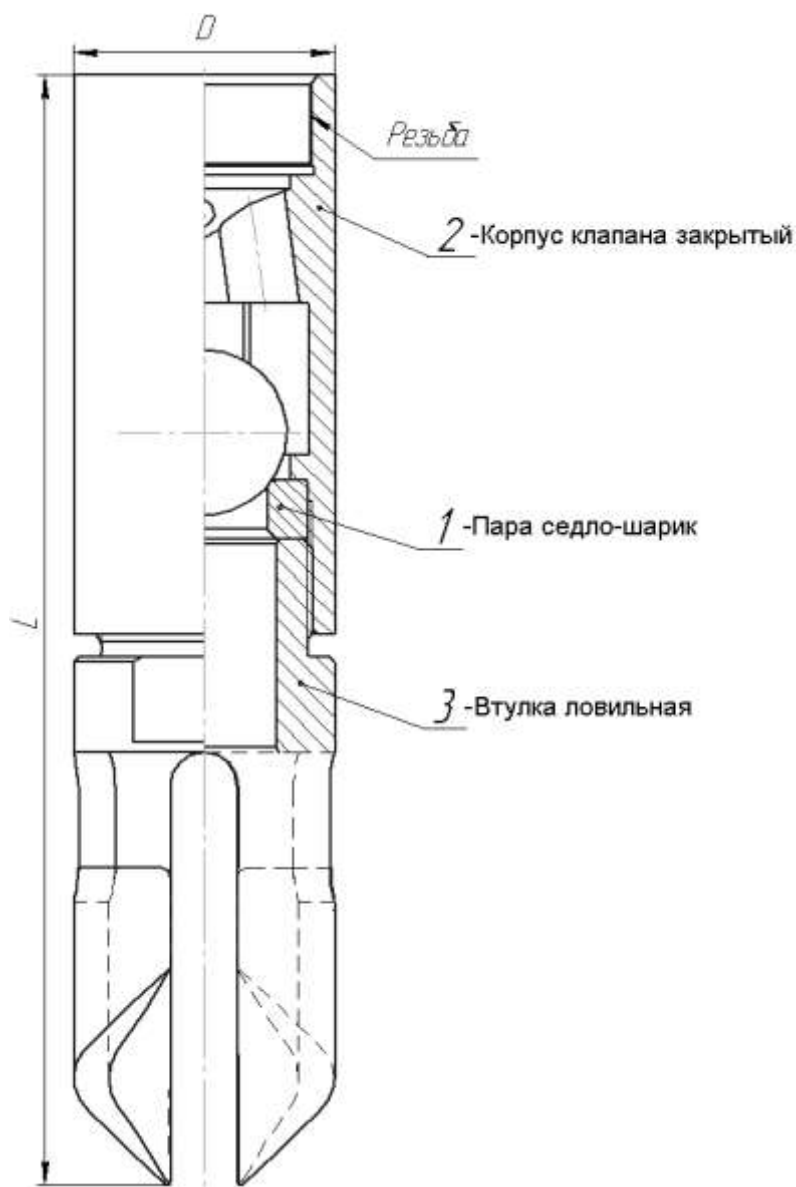 D
Резьба
2 -Корпус клапана закрытый
1 -Пара седло-шарик
L
3 -Втулка ловильная